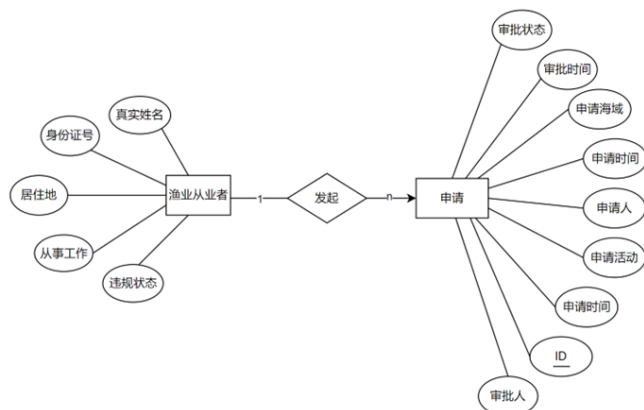 审批状态
审批时间
真实姓名
申请海域
身份证号
申请时间
居住地
渔业从业者
1
发起
n
申请
申请人
从事工作
申请活动
违规状态
申请时间
ID
审批人